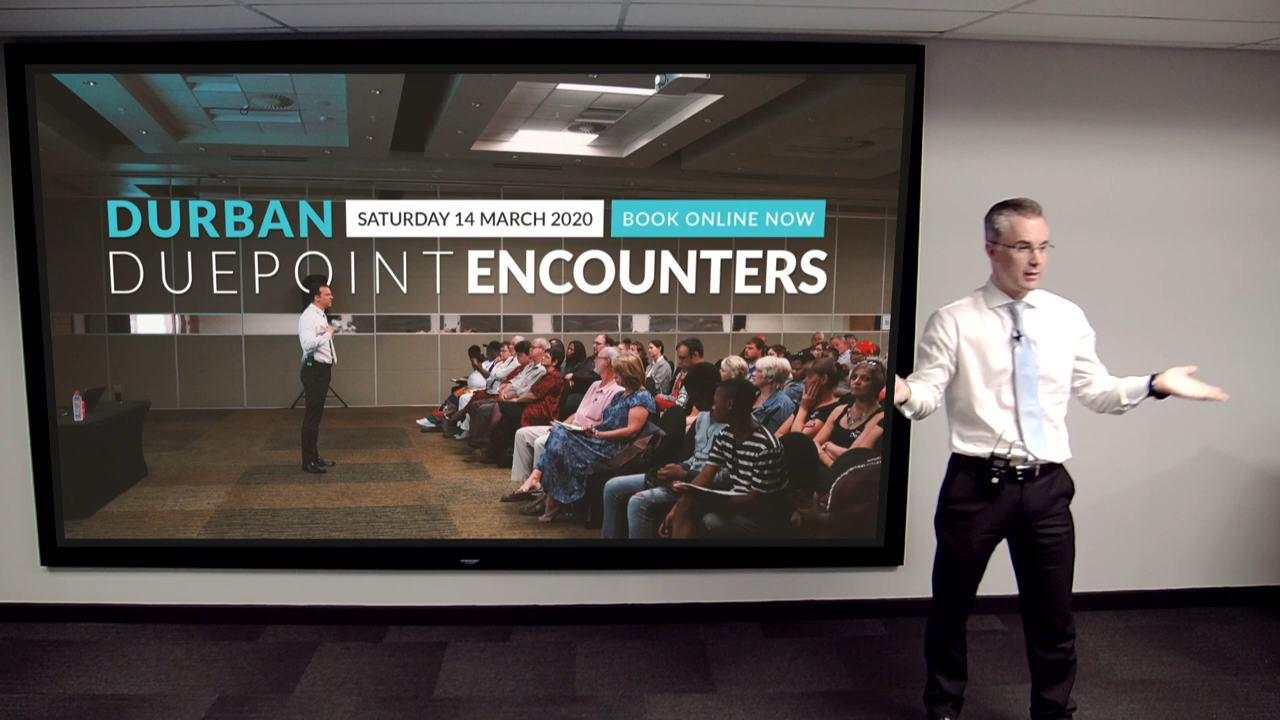 DURBAN SATURDAY 14 MARCH 2020 BOOK ONLINE NOW
DUEPOINT ENCOUNTERS